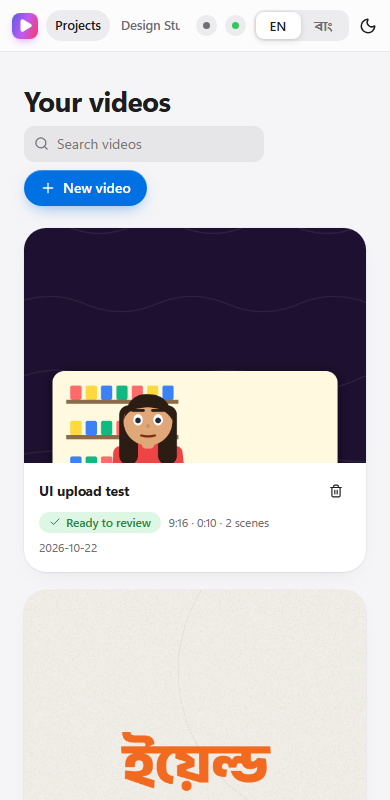 Projects Design Stu EN বাং
Your videos
Search videos
New video
UI upload test
Ready to review 9:16 · 0:10 · 2 scenes
2026-10-22
ইয়েল্ড